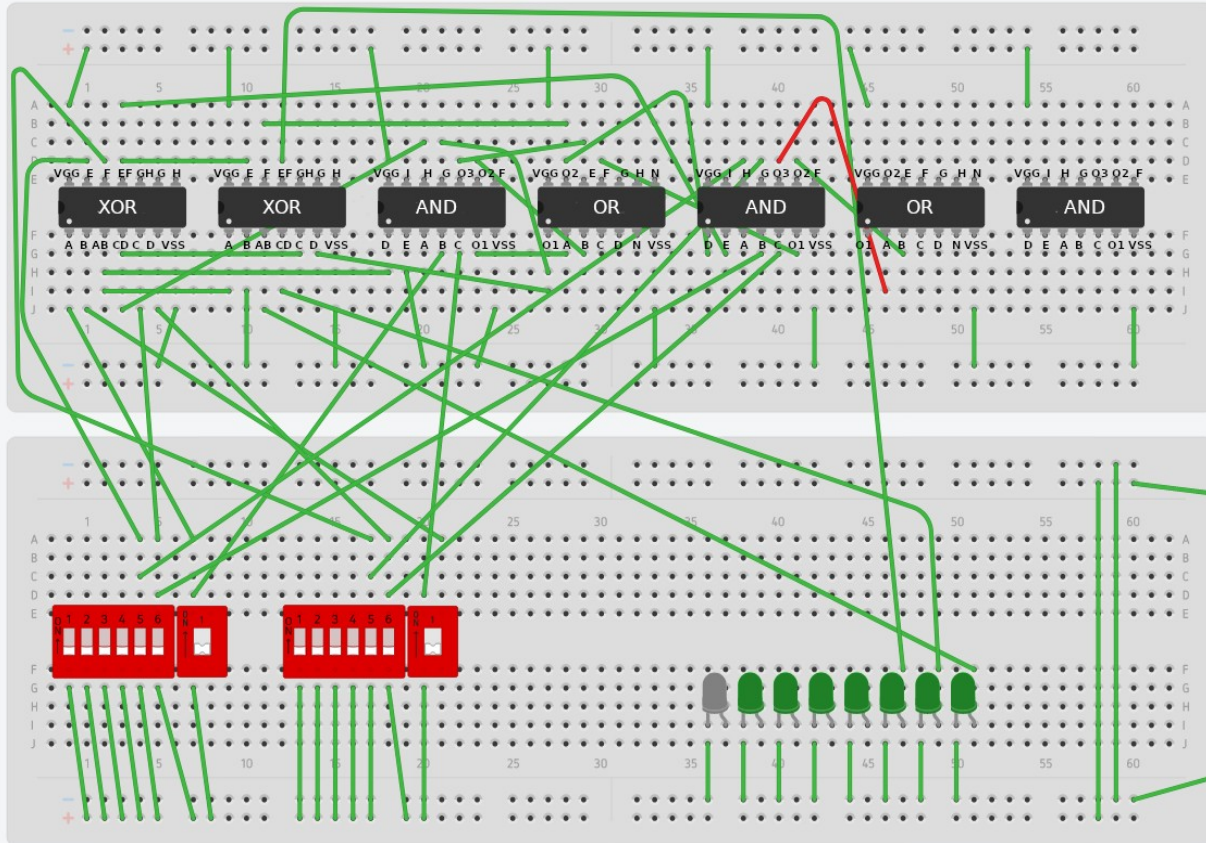 − −
+ +
1 5 10 15 20 25 30 35 40 45 50 55 60
A A
B B
C C
D D
E E
VGG E F EF GH G H
VGG E F EF GH G H
VGG I H G O3 O2 F
VGG O2 E F G H N
VGG I H G O3 O2 F
VGG O2 E F G H N
VGG I H G O3 O2 F
XOR XOR AND OR AND OR AND
A B AB CD C D VSS
A B AB CD C D VSS
D E A B C O1 VSS
O1 A B C D N VSS
D E A B C O1 VSS
O1 A B C D N VSS
D E A B C O1 VSS
F F
G G
H H
I I
J J
5 10 15 20 25 30 35 40 45 50 55 60
−
+
−
+
1 5 10 15 20 25 30 35 40 45 50 55 60
A A
B B
C C
D D
E E
ON 1 2 3 4 5 6
ON 1
ON 1 2 3 4 5 6
ON 1
F F
G G
H H
I I
J J
1 5 10 15 20 25 30 35 40 45 50 55 60
−
+